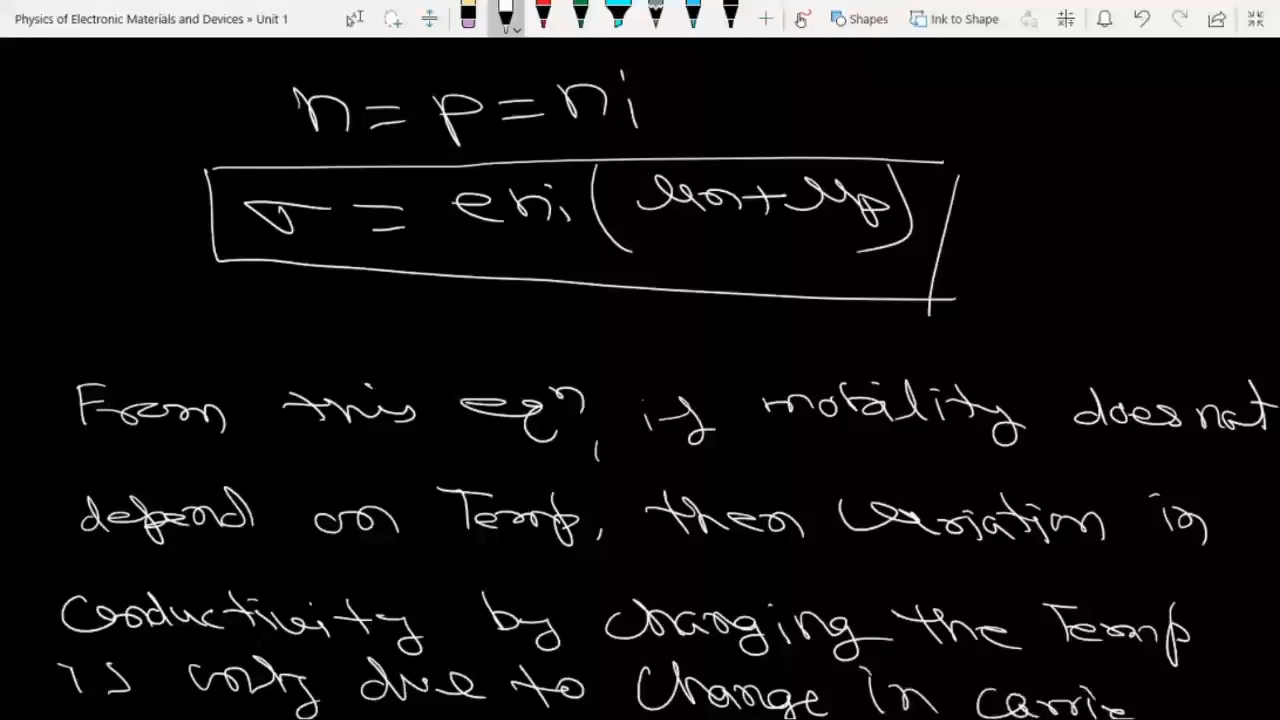 Physics of Electronic Materials and Devices » Unit 1
Shapes
Ink to Shape
n = p = ni
σ = eni (μn + μp)
From this eqⁿ, if mobility does not
depend on Temp, then variation in
conductivity by changing the Temp
is only due to change in carrie